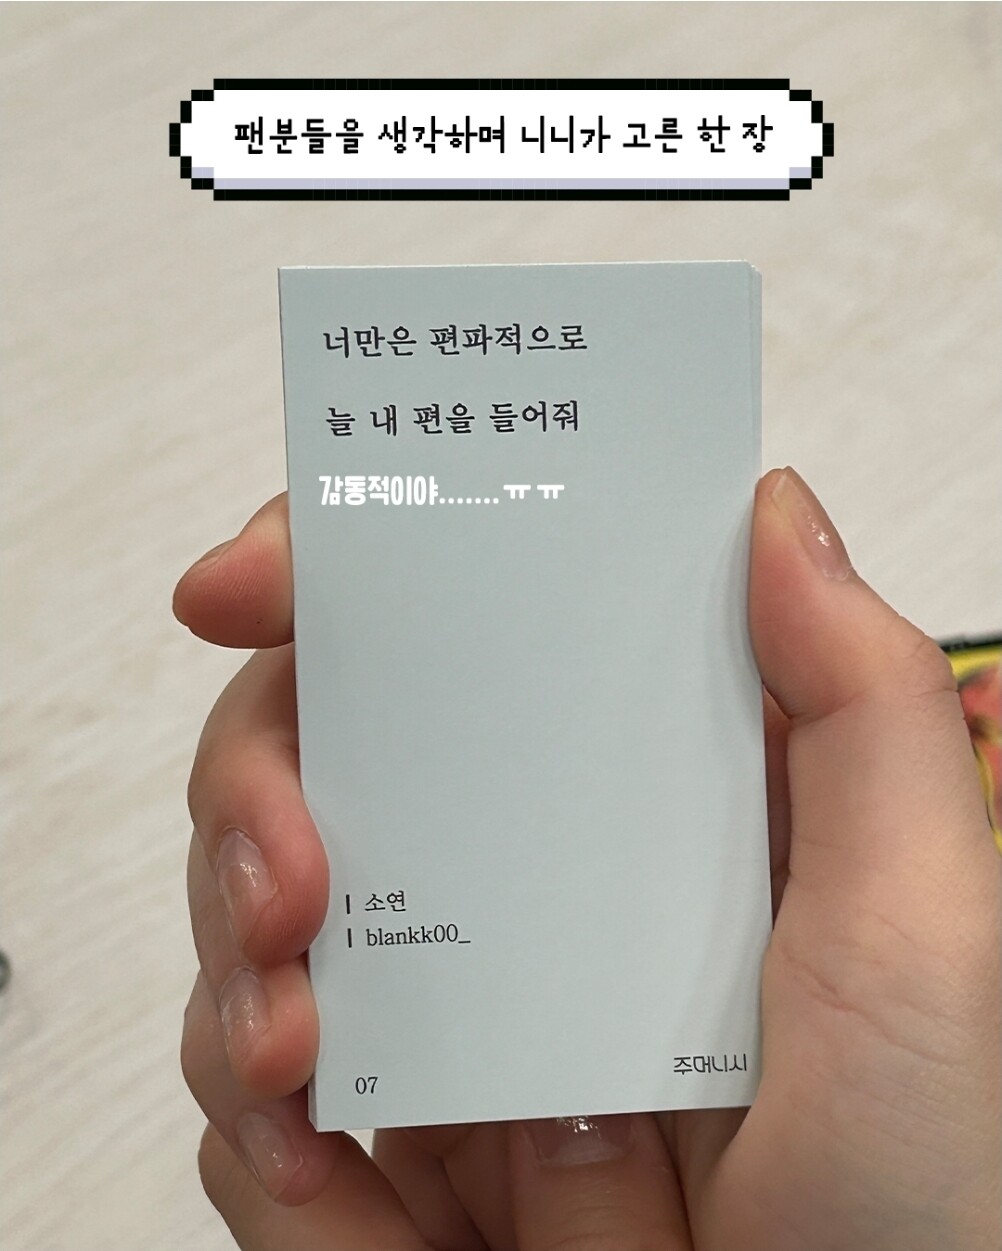 팬분들을 생각하며 니니가 고른 한 장
너만은 편파적으로
늘 내 편을 들어줘
감동적이야.......ㅠㅠ
| 소연
| blankk00_
07
주머니시